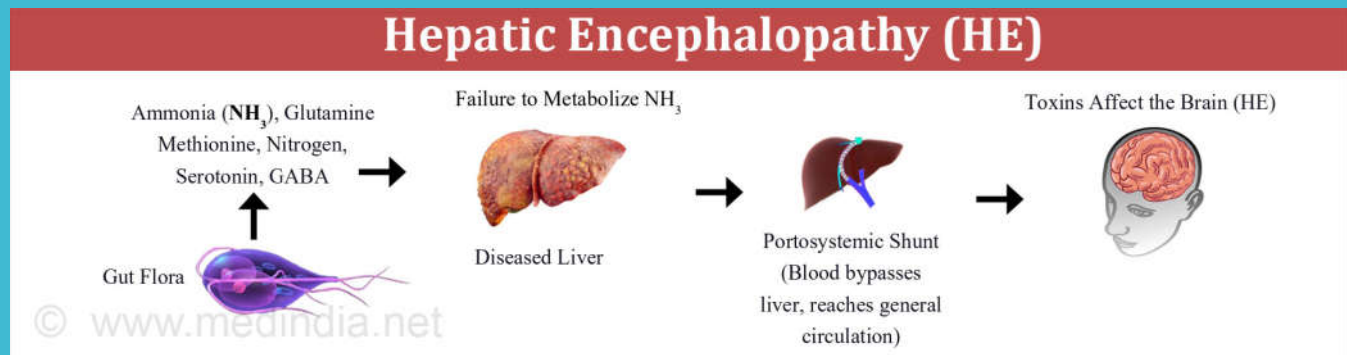 Hepatic Encephalopathy (HE)
Ammonia (NH₃), Glutamine
Methionine, Nitrogen,
Serotonin, GABA
Gut Flora
Failure to Metabolize NH₃
Diseased Liver
Portosystemic Shunt
(Blood bypasses
liver, reaches general
circulation)
Toxins Affect the Brain (HE)
© www.medindia.net